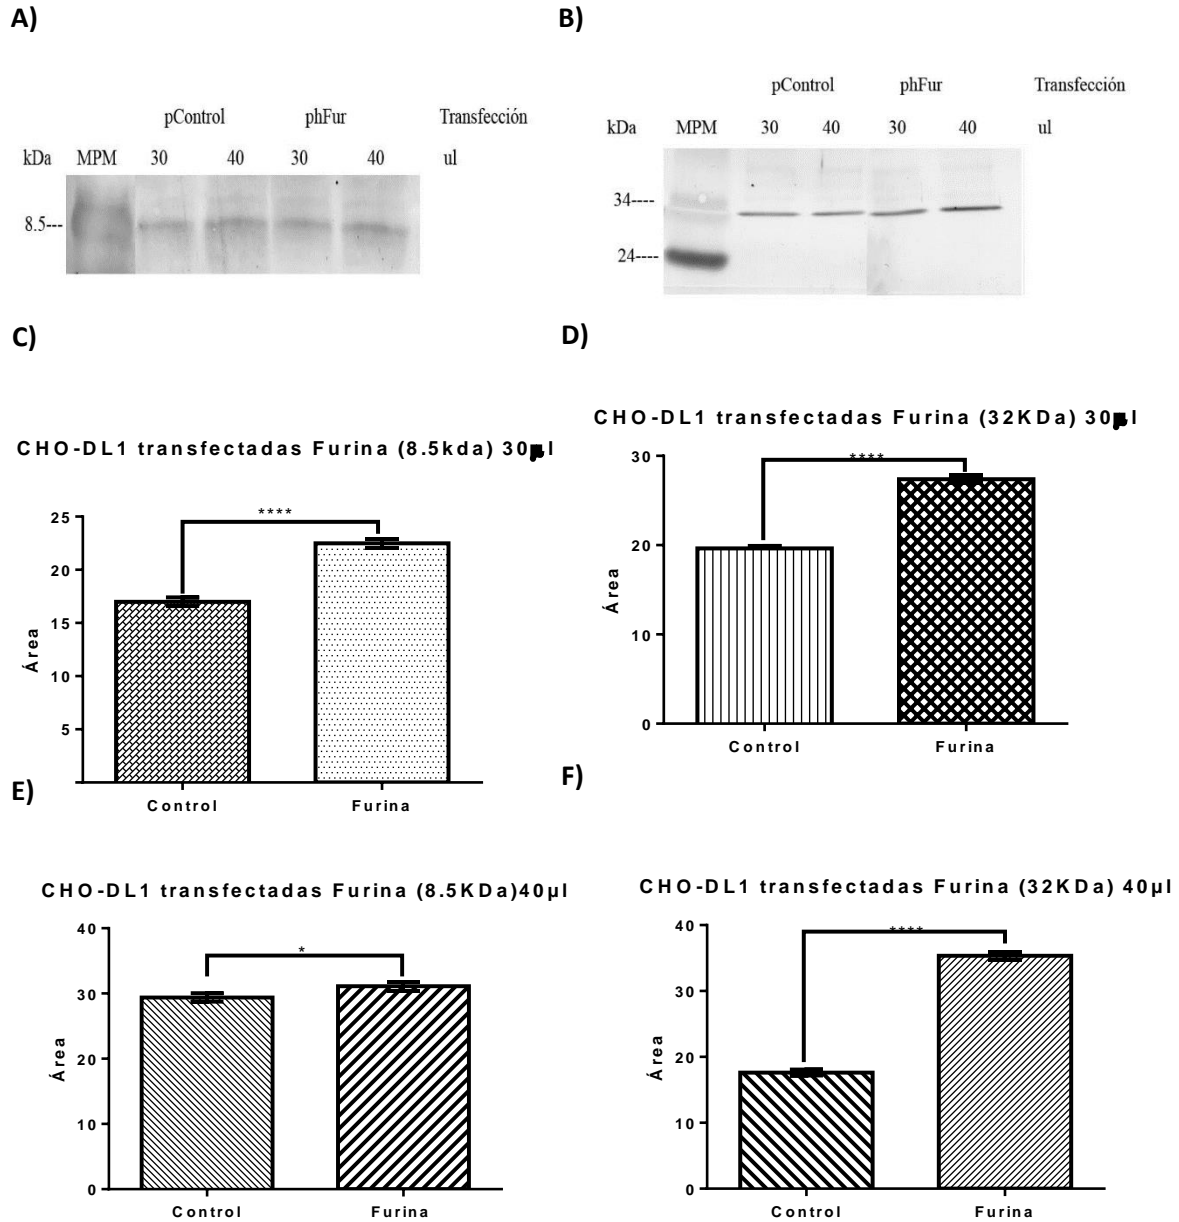 A)
B)
pControl phFur Transfección
kDa MPM 30 40 30 40 ul
8.5---
pControl phFur Transfección
kDa MPM 30 40 30 40 ul
34----
24----
C)
D)
CHO-DL1 transfectadas Furina (8.5kda) 30µl
25
20
15
10
5
Área
****
Control Furina
CHO-DL1 transfectadas Furina (32KDa) 30µl
30
20
10
0
Área
****
Control Furina
E)
F)
CHO-DL1 transfectadas Furina (8.5KDa)40µl
40
30
20
10
0
Área
*
Control Furina
CHO-DL1 transfectadas Furina (32KDa) 40µl
40
30
20
10
0
Área
****
Control Furina